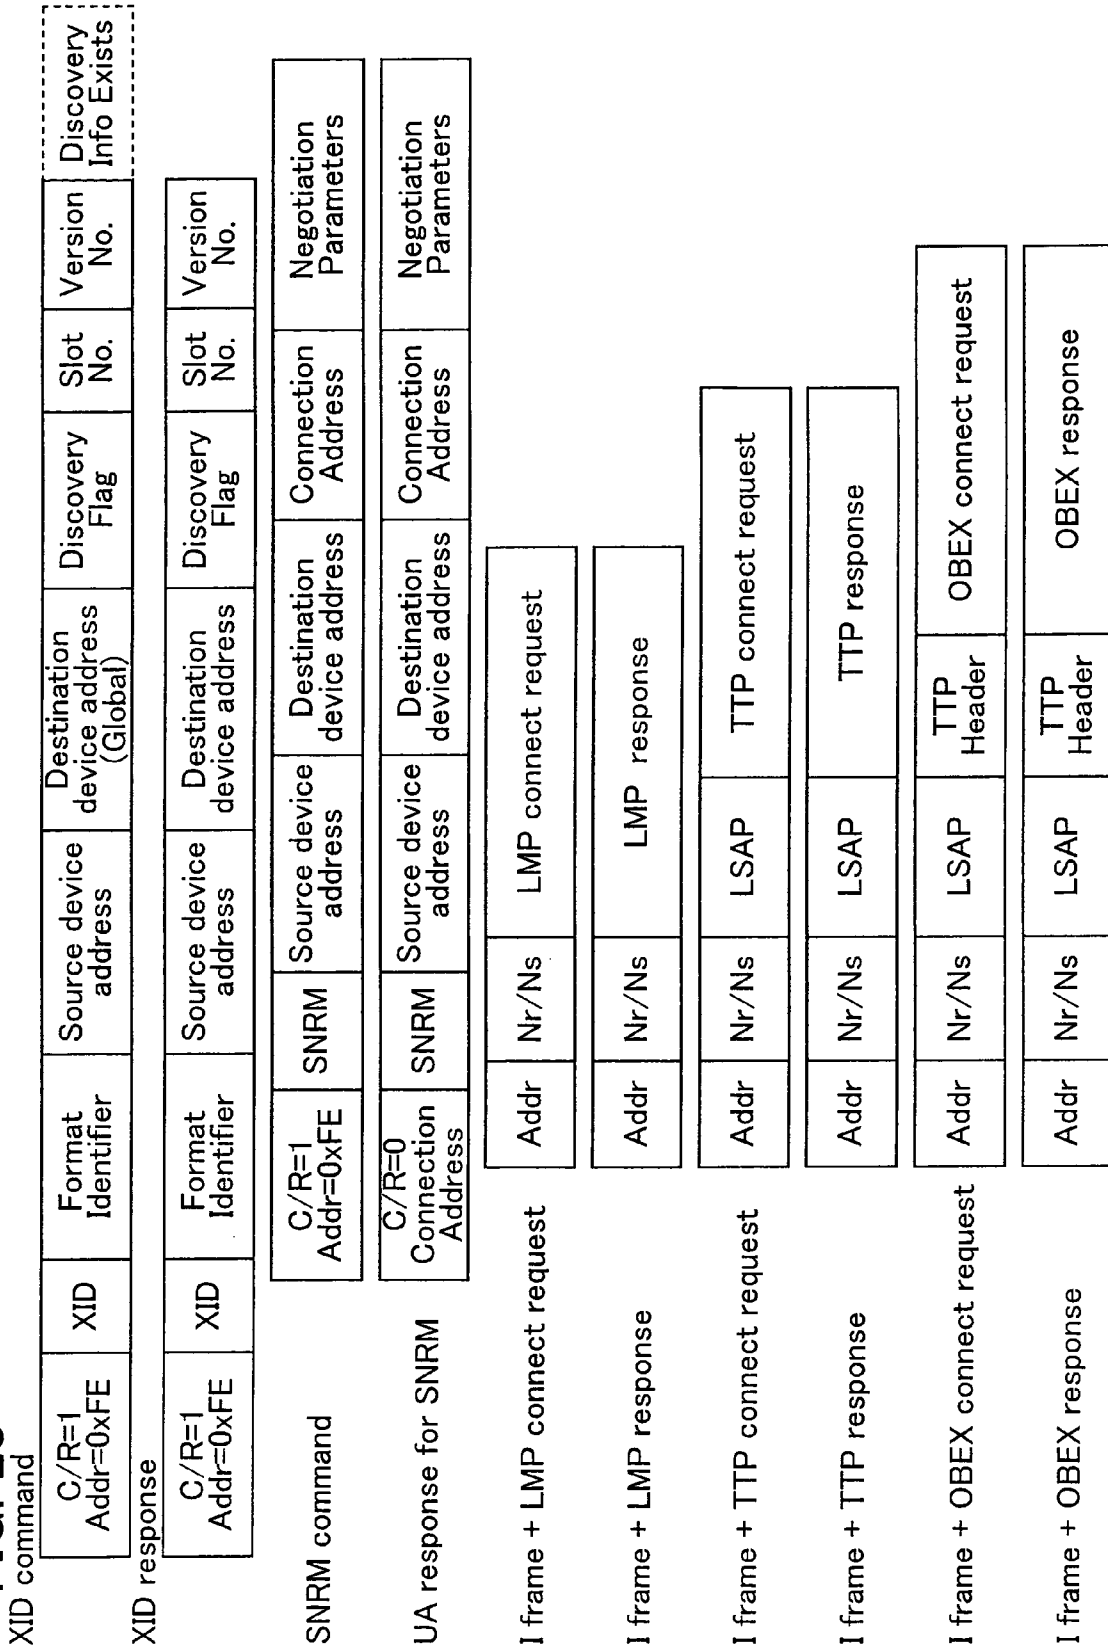 XID command
C/R=1
Addr=0xFE
XID
Format
Identifier
Source device
address
Destination
device address
(Global)
Discovery
Flag
Slot
No.
Version
No.
Discovery
Info Exists
XID response
C/R=1
Addr=0xFE
XID
Format
Identifier
Source device
address
Destination
device address
Discovery
Flag
Slot
No.
Version
No.
SNRM command
C/R=1
Addr=0xFE
SNRM
Source device
address
Destination
device address
Connection
Address
Negotiation
Parameters
UA response for SNRM
C/R=0
Connection
Address
SNRM
Source device
address
Destination
device address
Connection
Address
Negotiation
Parameters
I frame + LMP connect request
Addr
Nr/Ns
LMP connect request
I frame + LMP response
Addr
Nr/Ns
LMP response
I frame + TTP connect request
Addr
Nr/Ns
LSAP
TTP connect request
I frame + TTP response
Addr
Nr/Ns
LSAP
TTP response
I frame + OBEX connect request
Addr
Nr/Ns
LSAP
TTP
Header
OBEX connect request
I frame + OBEX response
Addr
Nr/Ns
LSAP
TTP
Header
OBEX response